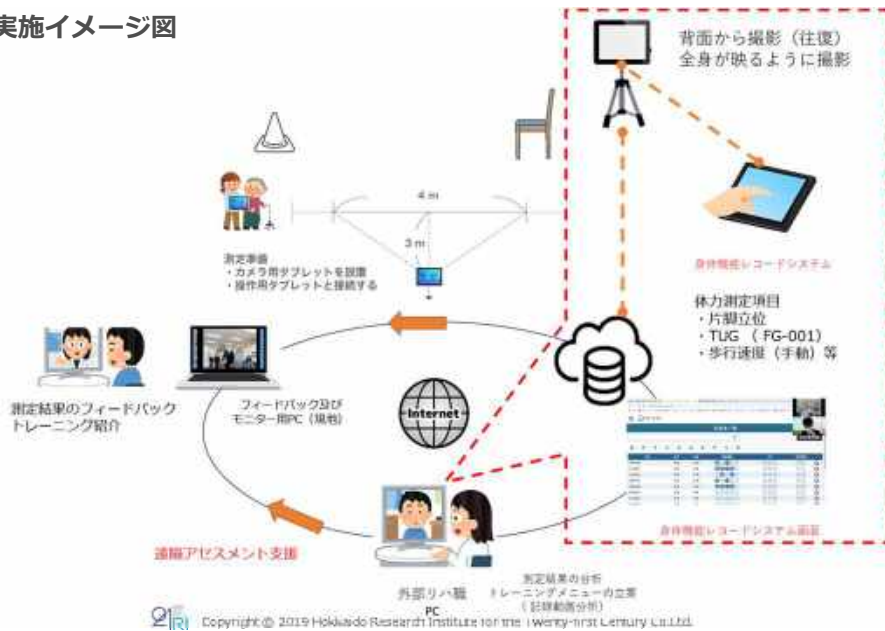 実施イメージ図
背面から撮影（往復）
全身が映るように撮影
4 m
3 m
測定準備
・カメラ用タブレットを設置
・操作用タブレットと接続する
身体機能レコードシステム
体力測定項目
・片脚立位
・TUG （ FG-001）
・歩行速度（手動）等
測定結果のフィードバック
トレーニング紹介
フィードバック及び
モニター用PC（現地）
Internet
身体機能レコードシステム画面
遠隔アセスメント支援
外部リハ職
PC
測定結果の分析
トレーニングメニューの立案
（記録動画分析）
Copyright © 2019 Hokkaido Research Institute for the Twenty-first Century Co.Ltd.